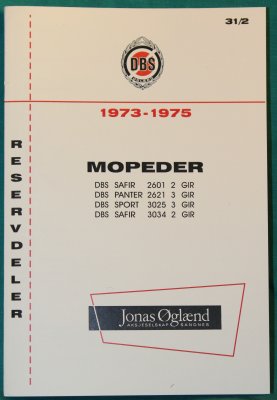 31/2
DBS
1973-1975
RESERVDELER
MOPEDER
DBS SAFIR 2601 2 GIR
DBS PANTER 2621 3 GIR
DBS SPORT 3025 3 GIR
DBS SAFIR 3034 2 GIR
Jonas Øglænd
AKSJESELSKAP SANDNES